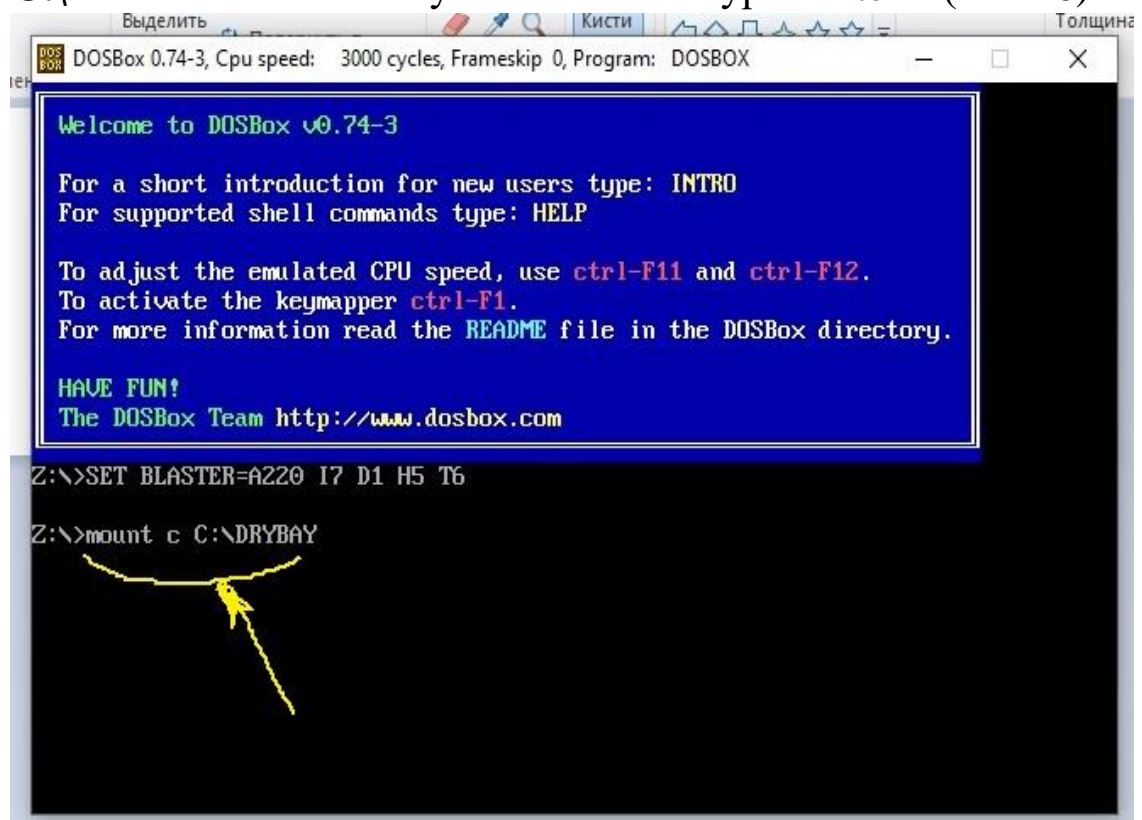 Выделить
Кисти
Толщина
DOSBox 0.74-3, Cpu speed: 3000 cycles, Frameskip 0, Program: DOSBOX
Welcome to DOSBox v0.74-3
For a short introduction for new users type: INTRO
For supported shell commands type: HELP
To adjust the emulated CPU speed, use ctrl-F11 and ctrl-F12.
To activate the keymapper ctrl-F1.
For more information read the README file in the DOSBox directory.
HAVE FUN!
The DOSBox Team http://www.dosbox.com
Z:\>SET BLASTER=A220 I7 D1 H5 T6
Z:\>mount c C:\DRYBAY